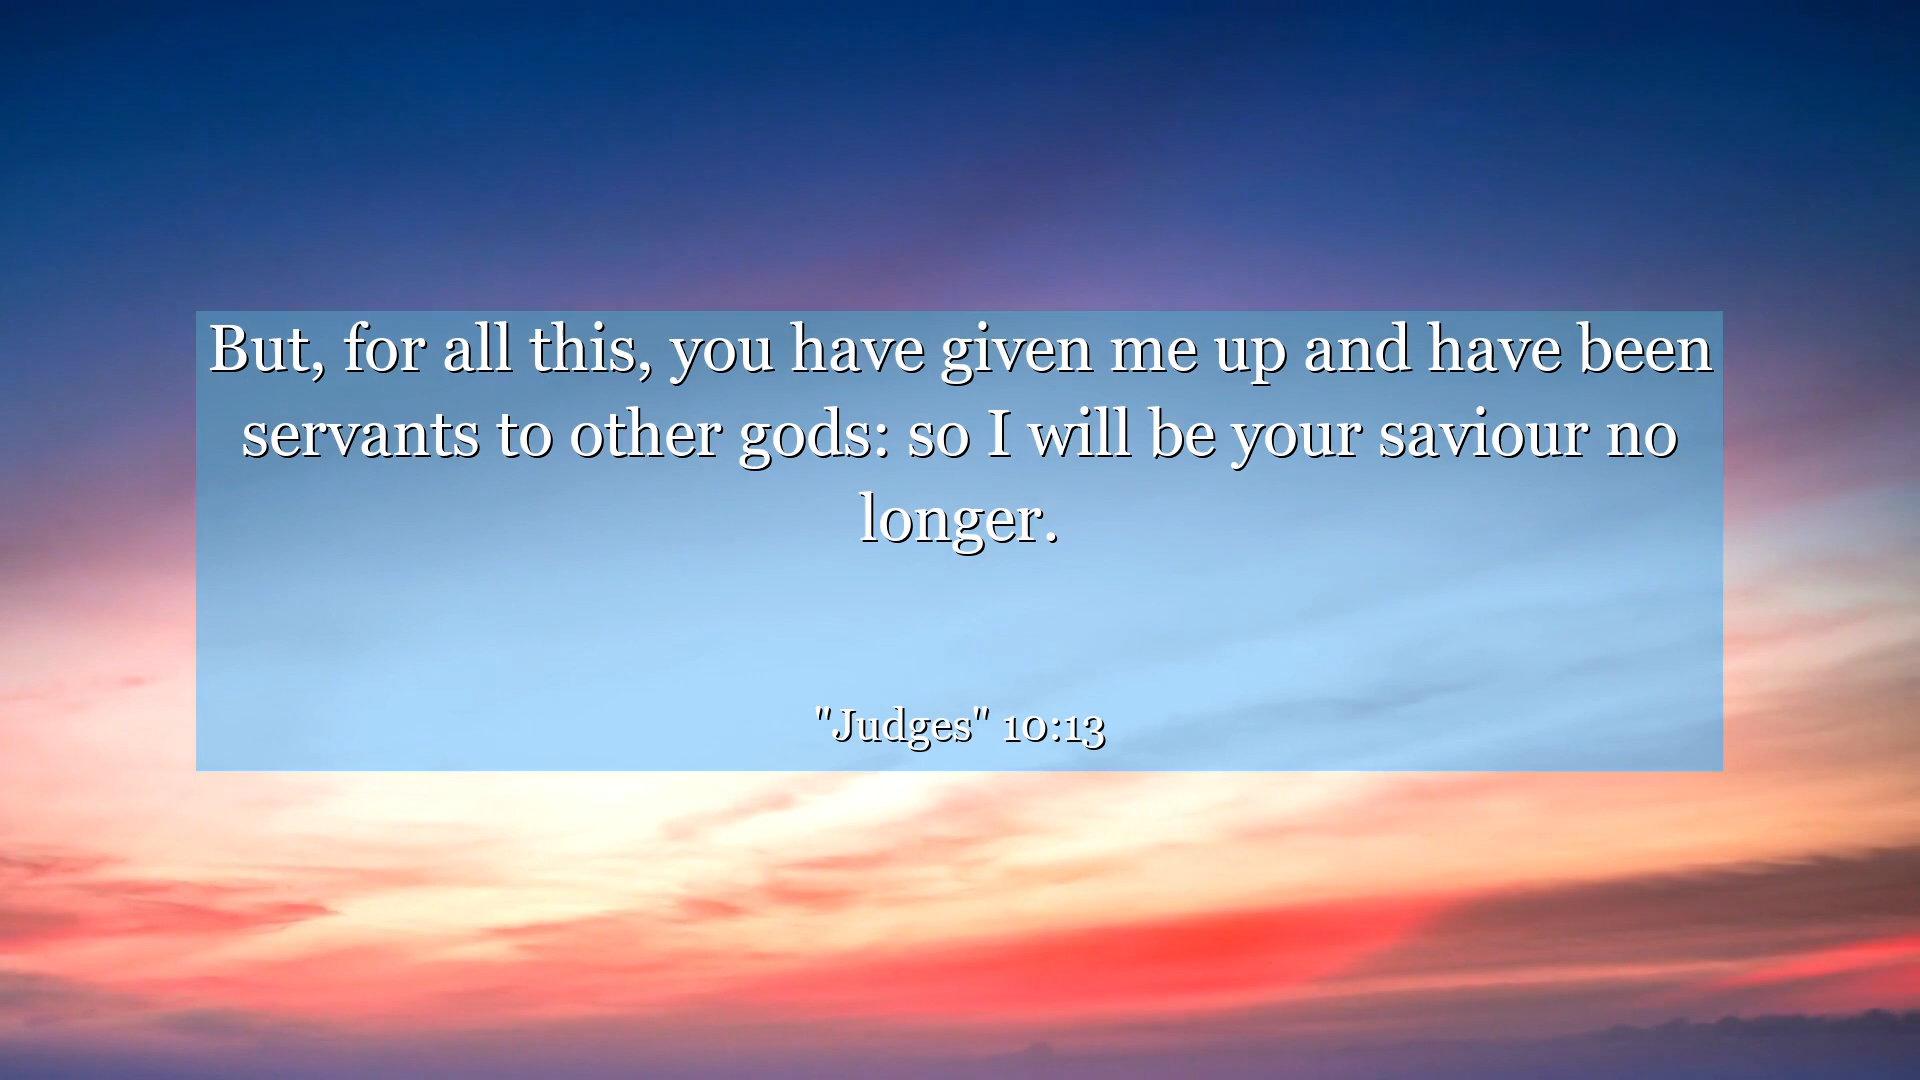 But, for all this, you have given me up and have been
servants to other gods: so I will be your saviour no
longer.
"Judges" 10:13